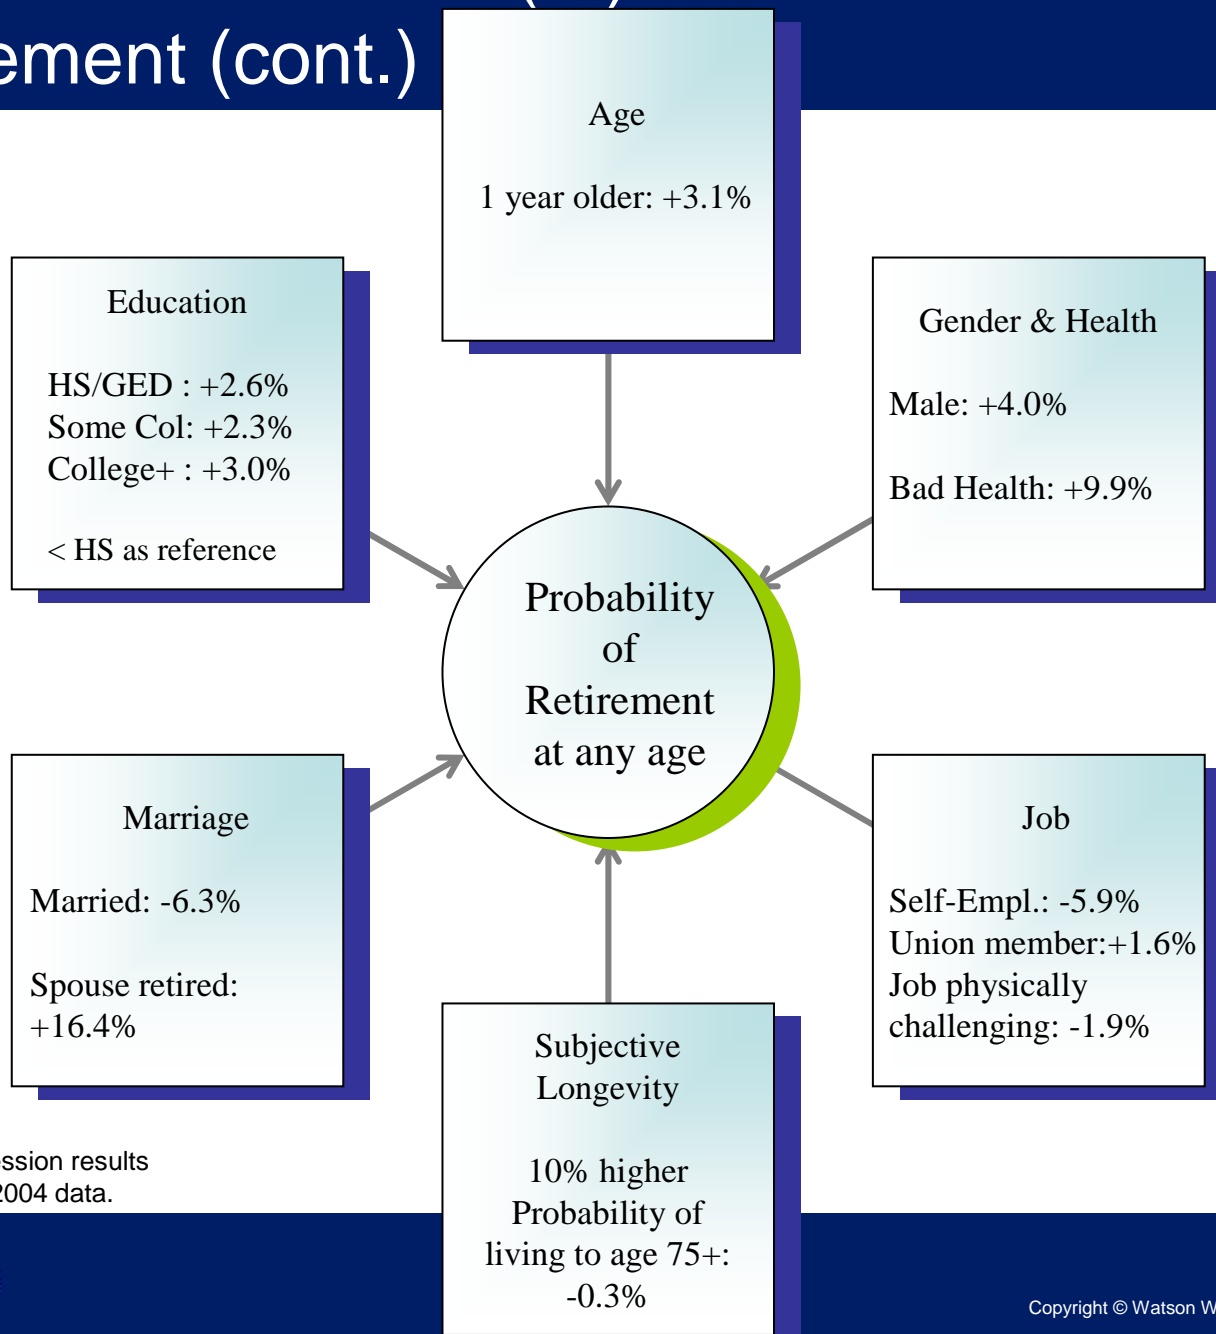 (cont.)
Age
1 year older: +3.1%
Education
HS/GED : +2.6%
Some Col: +2.3%
College+ : +3.0%
< HS as reference
Gender & Health
Male: +4.0%
Bad Health: +9.9%
Probability
of
Retirement
at any age
Marriage
Married: -6.3%
Spouse retired:
+16.4%
Job
Self-Empl.: -5.9%
Union member:+1.6%
Job physically
challenging: -1.9%
Subjective
Longevity
10% higher
Probability of
living to age 75+:
-0.3%
results
2004 data.
Copyright © Watson W